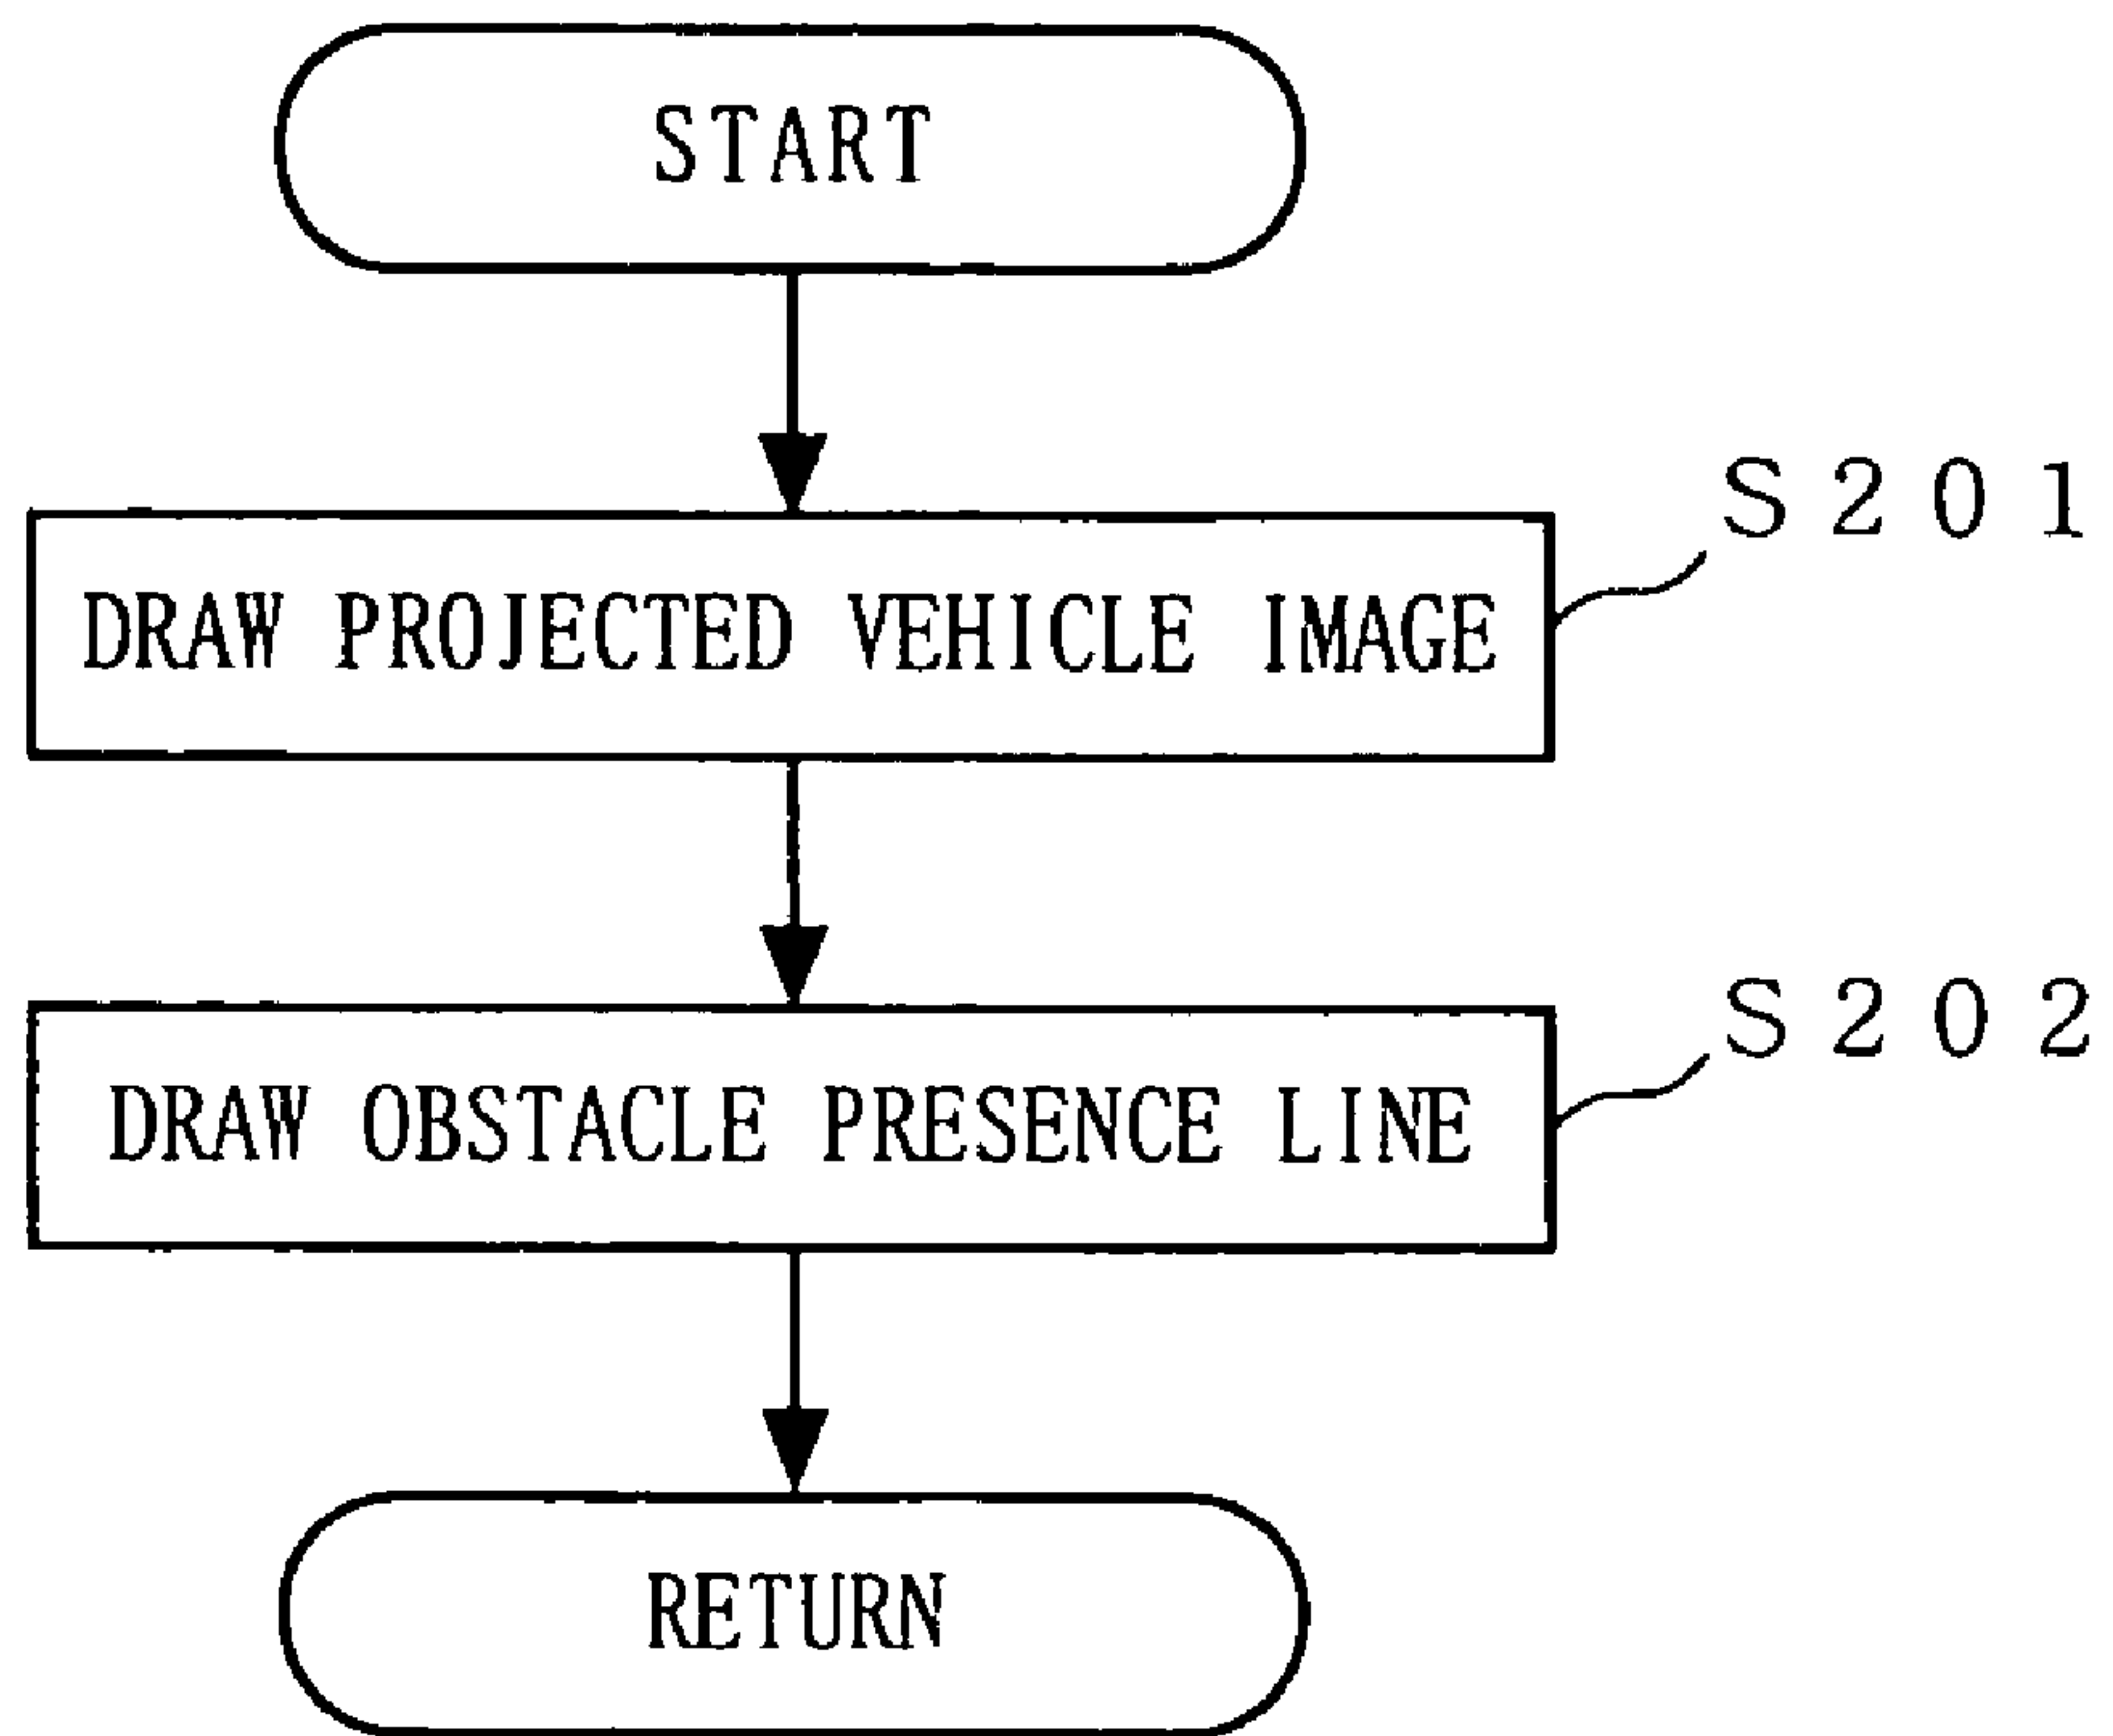 START
S201
DRAW PROJECTED VEHICLE IMAGE
S202
DRAW OBSTACLE PRESENCE LINE
RETURN